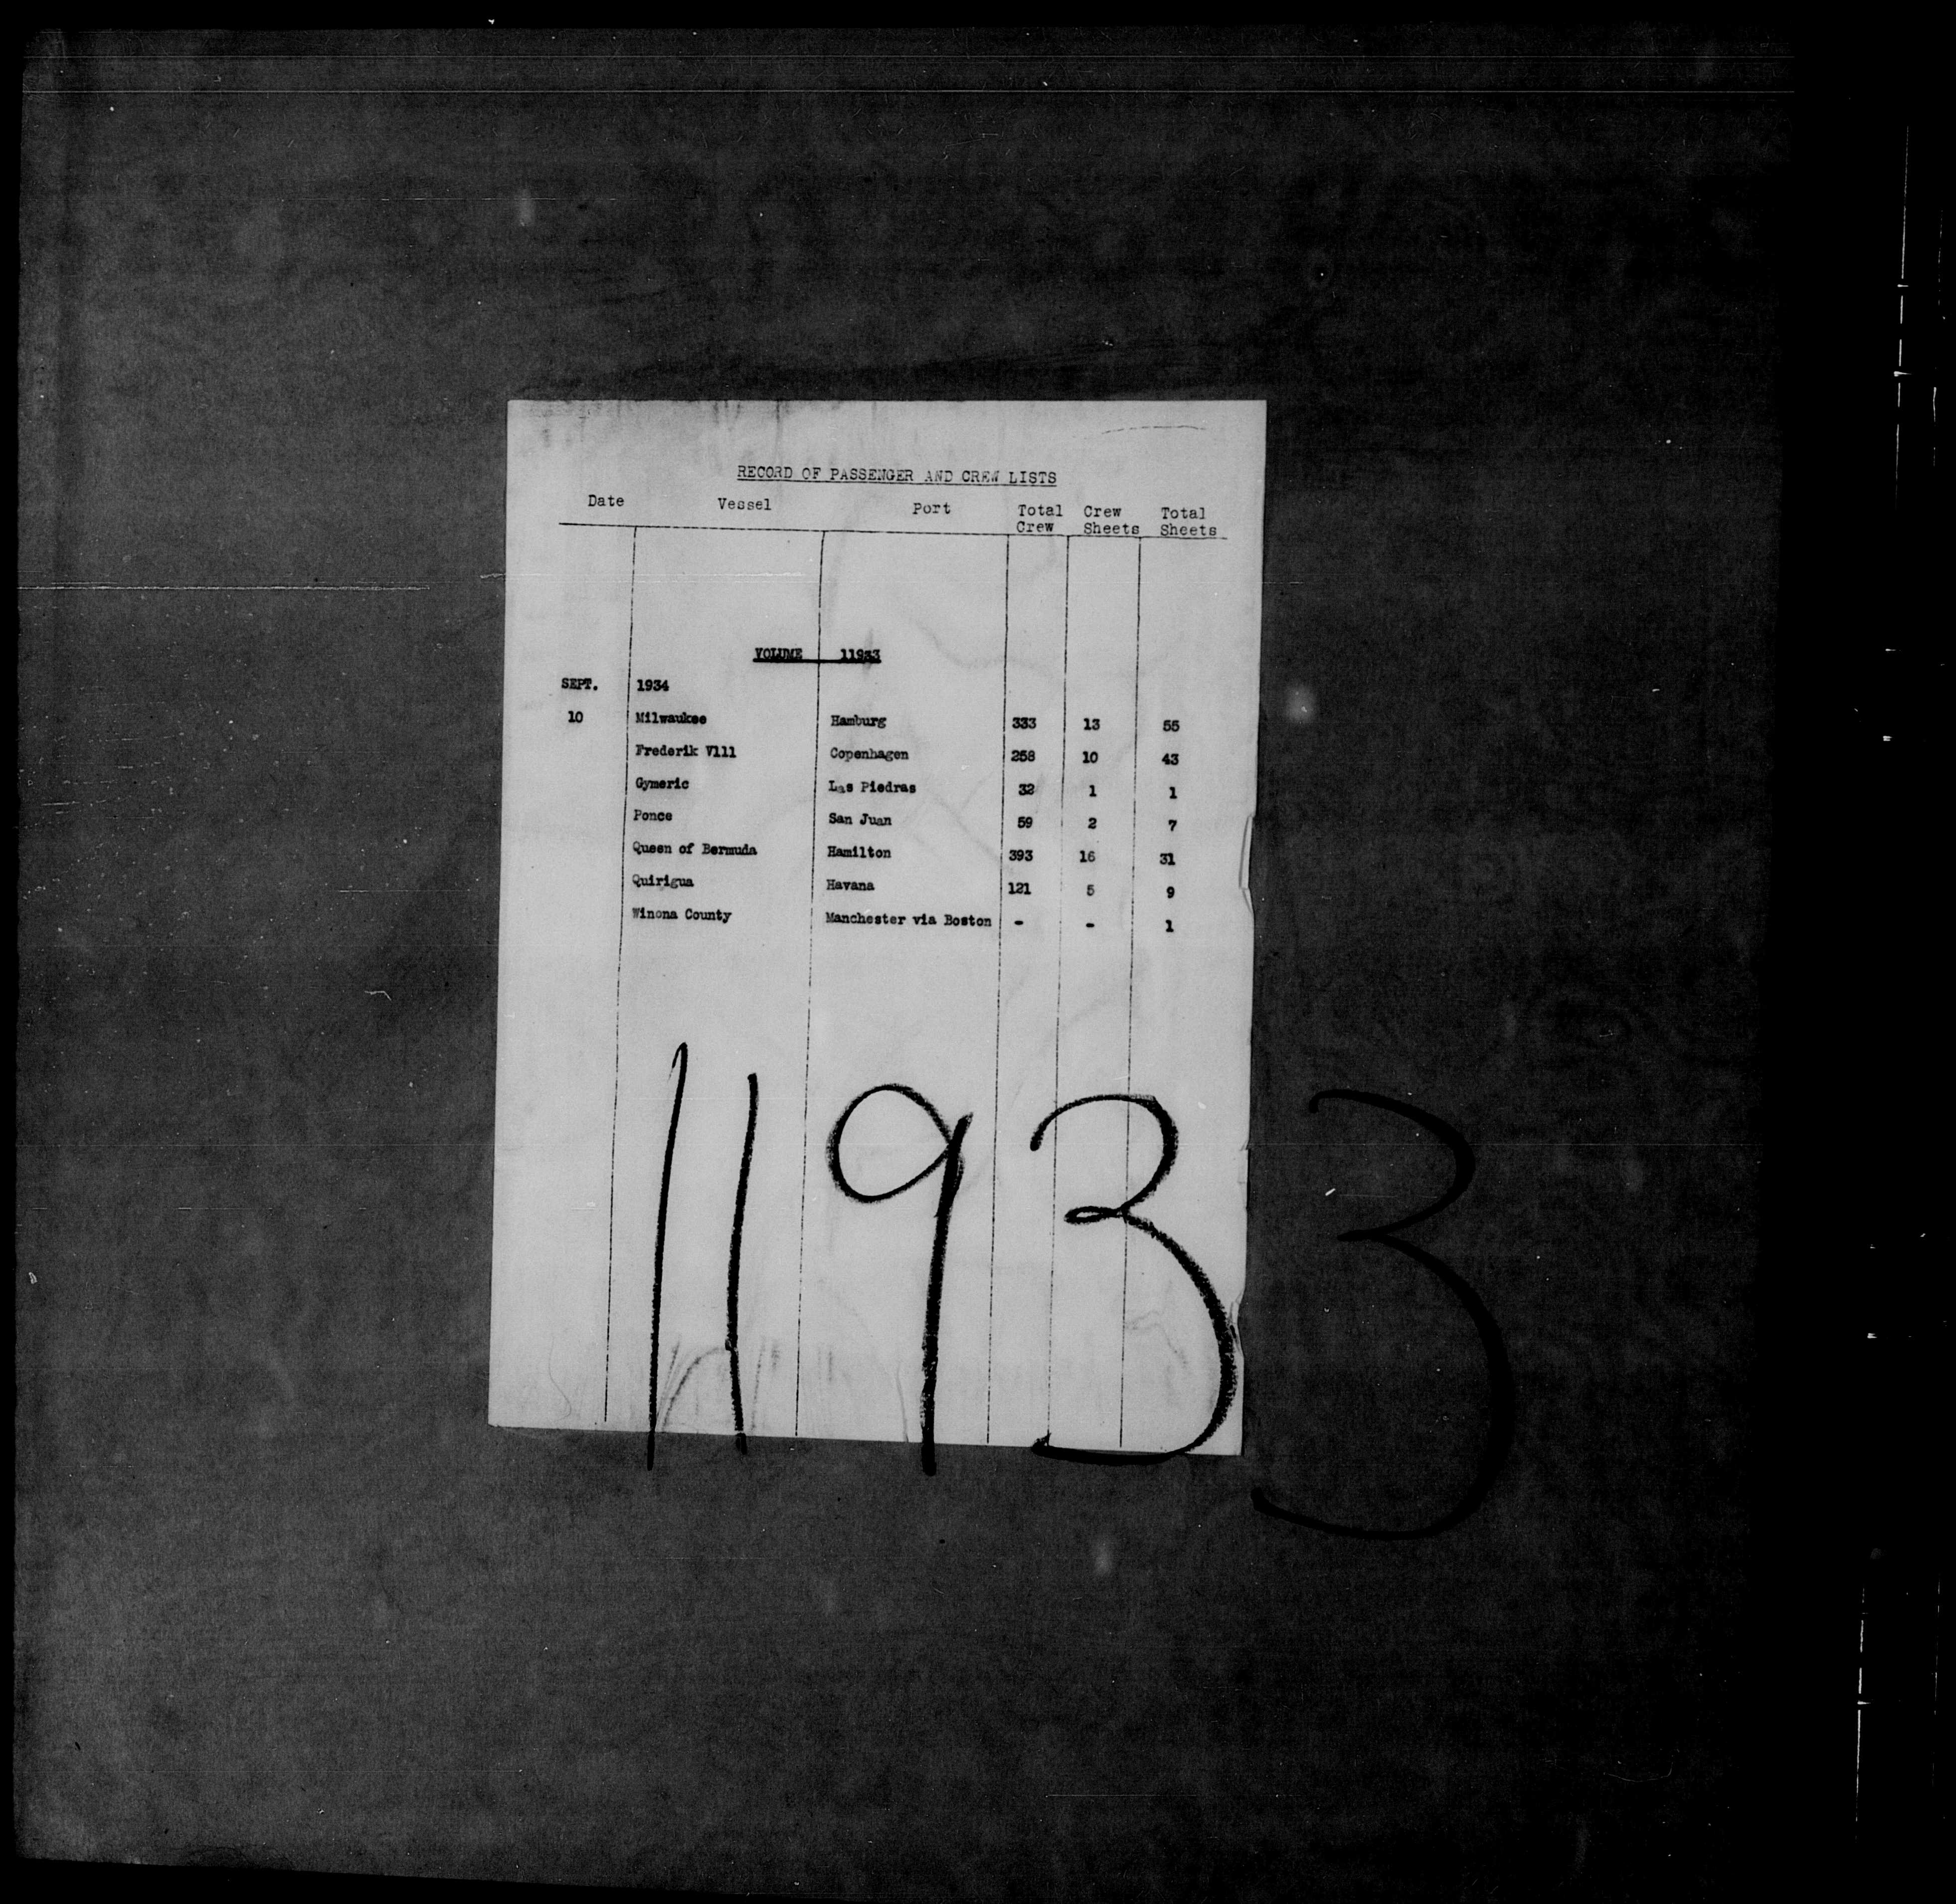 RECORD OF PASSENGER AND CREW LISTS
Date Vessel Port Total Crew Crew Sheets Total Sheets
VOLUME 11933
SEPT. 1934
10 Milwaukee Hamburg 333 13 55
Frederik V111 Copenhagen 258 10 43
Gymeric Las Piedras 32 1 1
Ponce San Juan 59 2 7
Queen of Bermuda Hamilton 393 16 31
Quirigua Havana 121 5 9
Winona County Manchester via Boston - - 1
11933